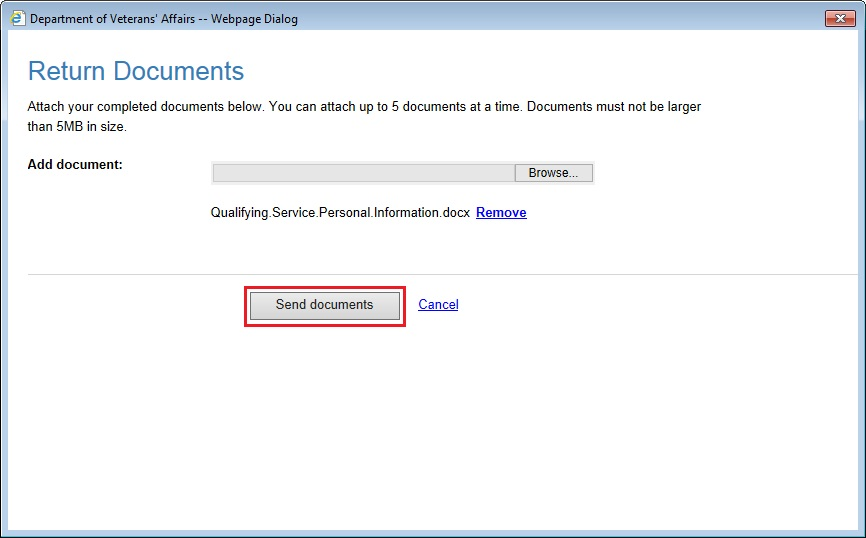 Department of Veterans' Affairs -- Webpage Dialog
Return Documents
Attach your completed documents below. You can attach up to 5 documents at a time. Documents must not be larger
than 5MB in size.
Add document:
Browse...
Qualifying.Service.Personal.Information.docx Remove
Send documents Cancel